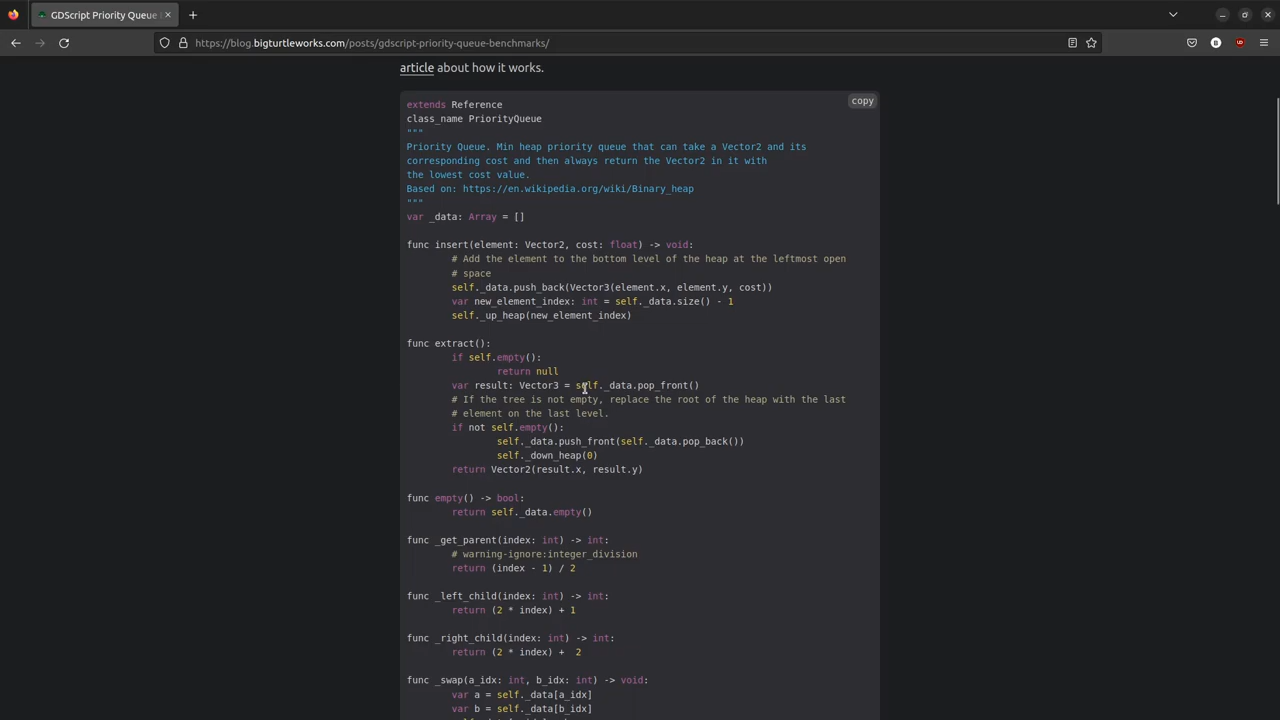 GDScript Priority Queue
https://blog.bigturtleworks.com/posts/gdscript-priority-queue-benchmarks/
article about how it works.
copy
extends Reference
class_name PriorityQueue
"""
Priority Queue. Min heap priority queue that can take a Vector2 and its
corresponding cost and then always return the Vector2 in it with
the lowest cost value.
Based on: https://en.wikipedia.org/wiki/Binary_heap
"""
var _data: Array = []
func insert(element: Vector2, cost: float) -> void:
# Add the element to the bottom level of the heap at the leftmost open
# space
self._data.push_back(Vector3(element.x, element.y, cost))
var new_element_index: int = self._data.size() - 1
self._up_heap(new_element_index)
func extract():
if self.empty():
return null
var result: Vector3 = self._data.pop_front()
# If the tree is not empty, replace the root of the heap with the last
# element on the last level.
if not self.empty():
self._data.push_front(self._data.pop_back())
self._down_heap(0)
return Vector2(result.x, result.y)
func empty() -> bool:
return self._data.empty()
func _get_parent(index: int) -> int:
# warning-ignore:integer_division
return (index - 1) / 2
func _left_child(index: int) -> int:
return (2 * index) + 1
func _right_child(index: int) -> int:
return (2 * index) +  2
func _swap(a_idx: int, b_idx: int) -> void:
var a = self._data[a_idx]
var b = self._data[b_idx]